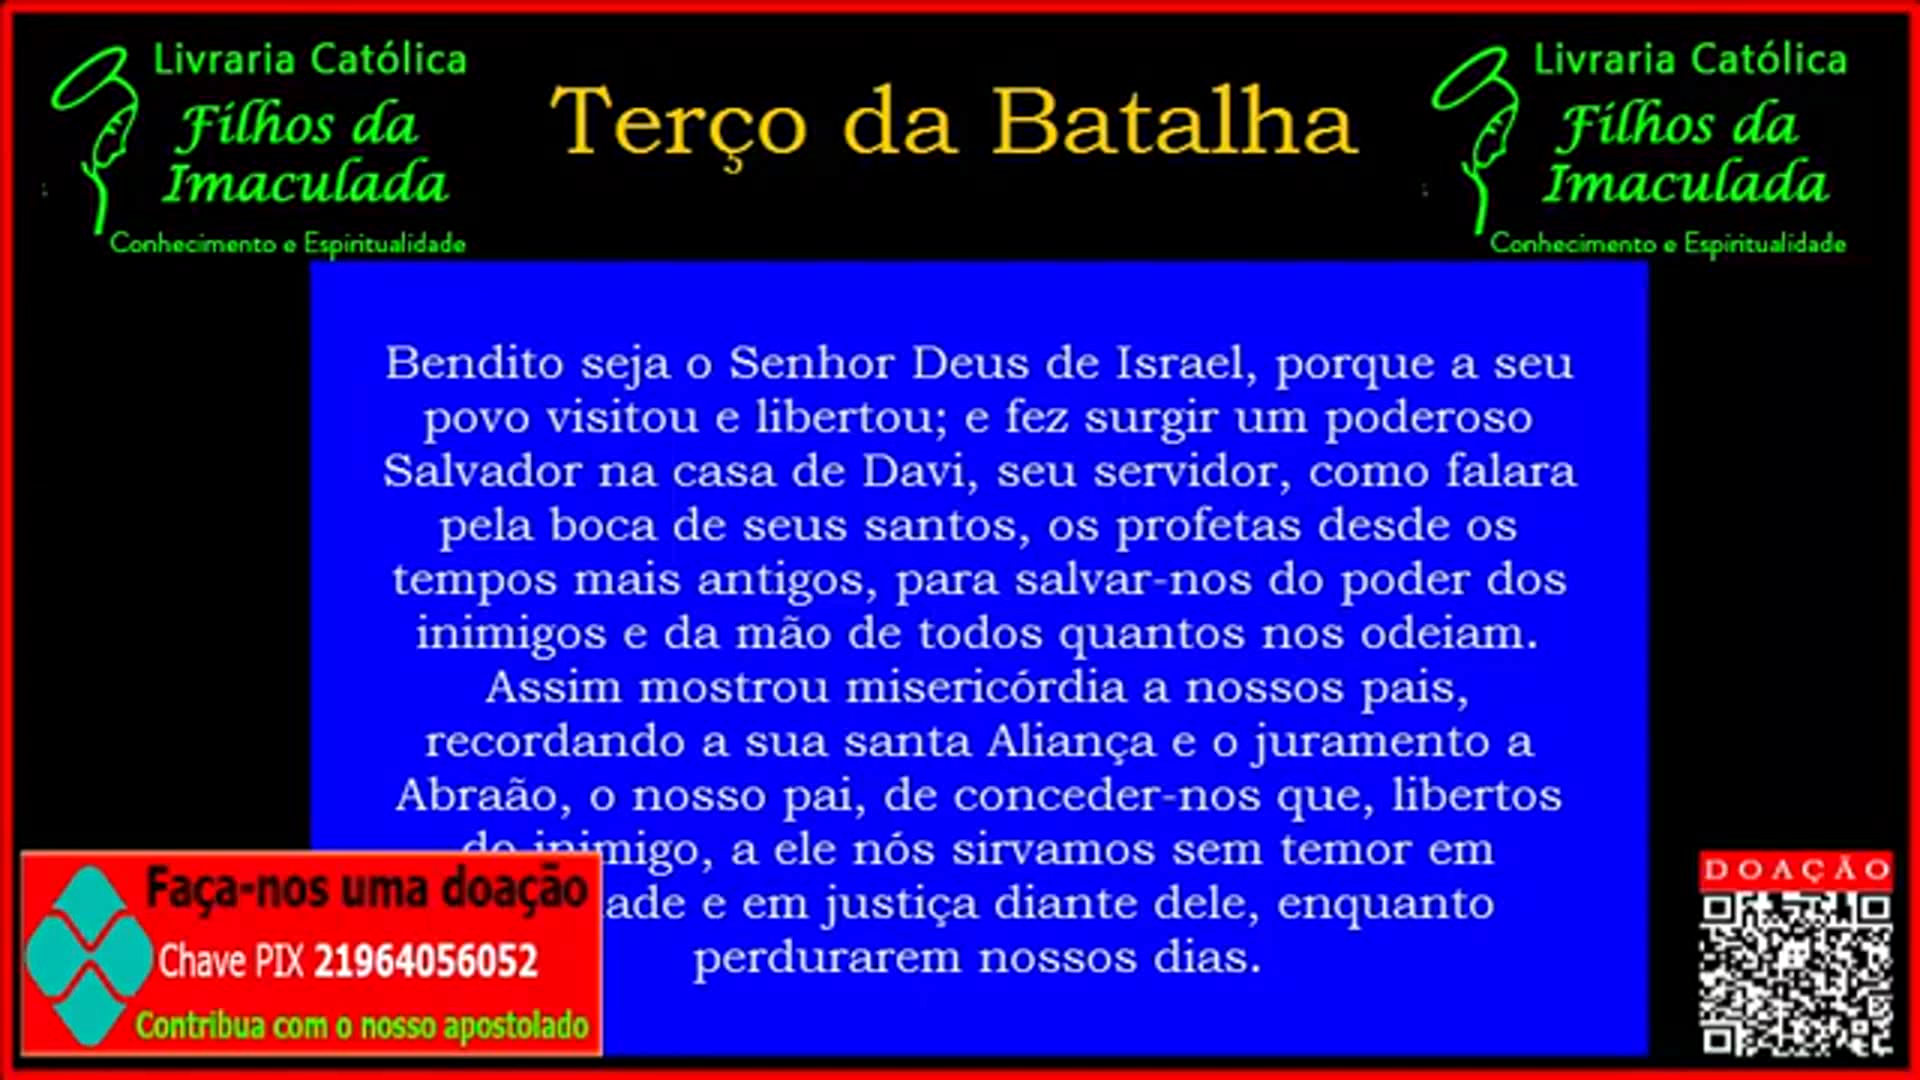 Livraria Católica
Filhos da
Imaculada
Conhecimento e Espiritualidade
Terço da Batalha
Livraria Católica
Filhos da
Imaculada
Conhecimento e Espiritualidade
Bendito seja o Senhor Deus de Israel, porque a seu
povo visitou e libertou; e fez surgir um poderoso
Salvador na casa de Davi, seu servidor, como falara
pela boca de seus santos, os profetas desde os
tempos mais antigos, para salvar-nos do poder dos
inimigos e da mão de todos quantos nos odeiam.
Assim mostrou misericórdia a nossos pais,
recordando a sua santa Aliança e o juramento a
Abraão, o nosso pai, de conceder-nos que, libertos
do inimigo, a ele nós sirvamos sem temor em
e em justiça diante dele, enquanto
perdurarem nossos dias.
Faça-nos uma doação
Chave PIX 21964056052
Contribua com o nosso apostolado
DOAÇÃO